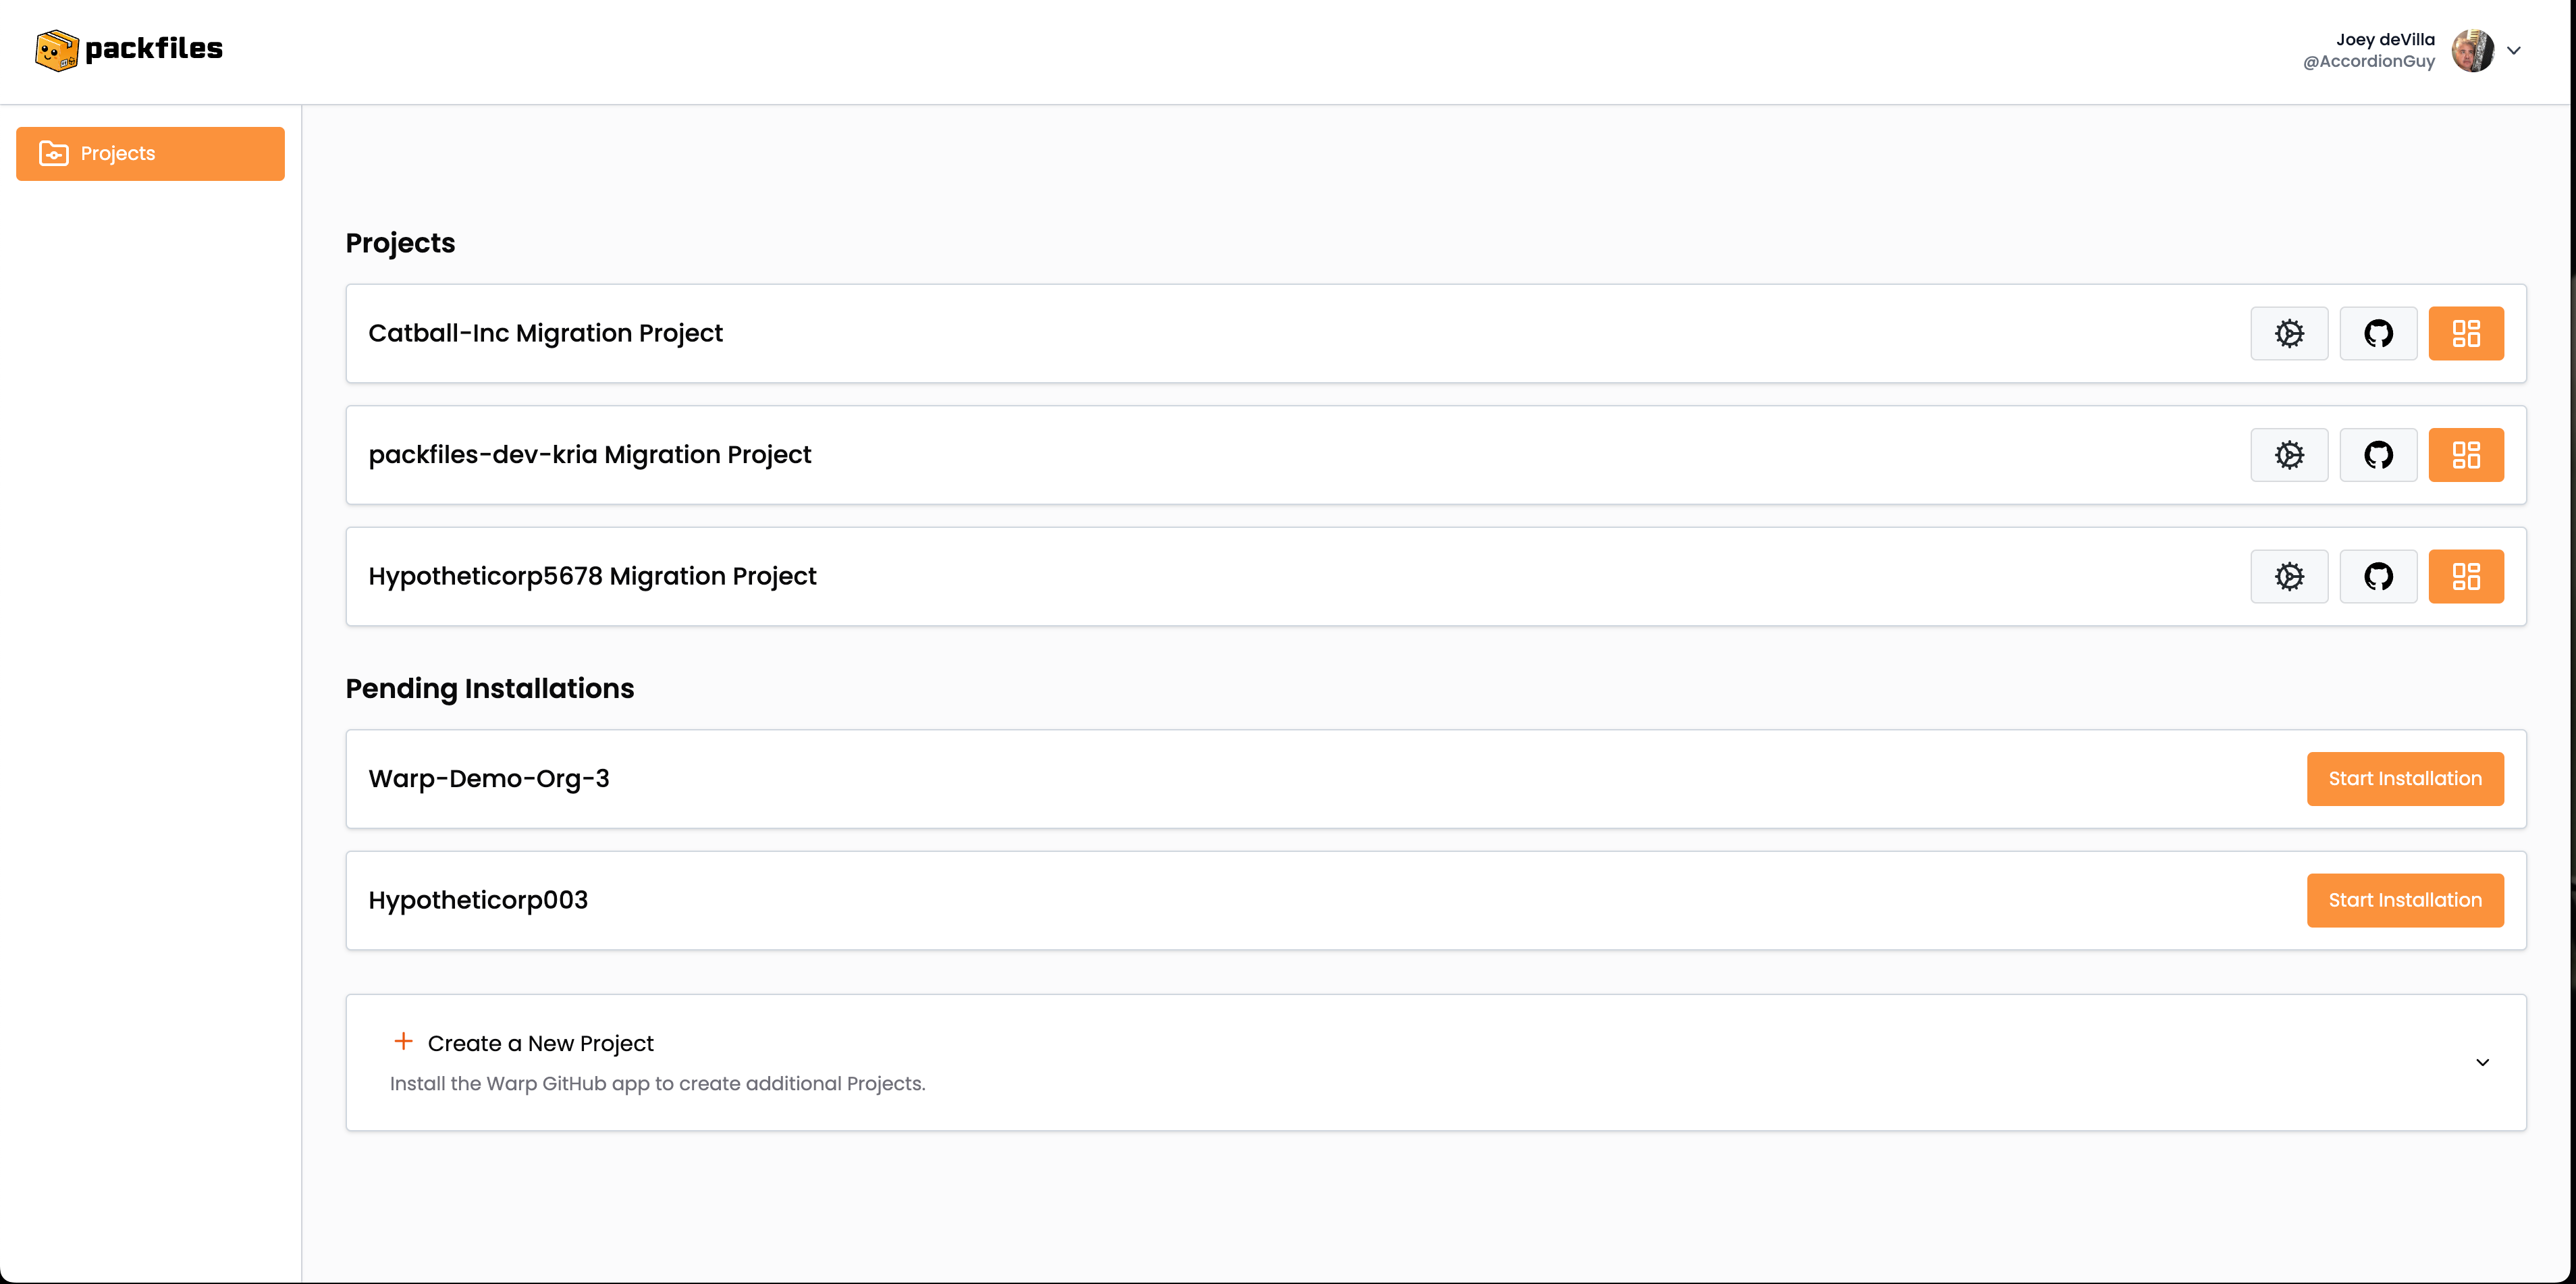 packfiles
Joey deVilla
@AccordionGuy
Projects
Projects
Catball-Inc Migration Project
packfiles-dev-kria Migration Project
Hypotheticorp5678 Migration Project
Pending Installations
Warp-Demo-Org-3
Start Installation
Hypotheticorp003
Start Installation
+ Create a New Project
Install the Warp GitHub app to create additional Projects.